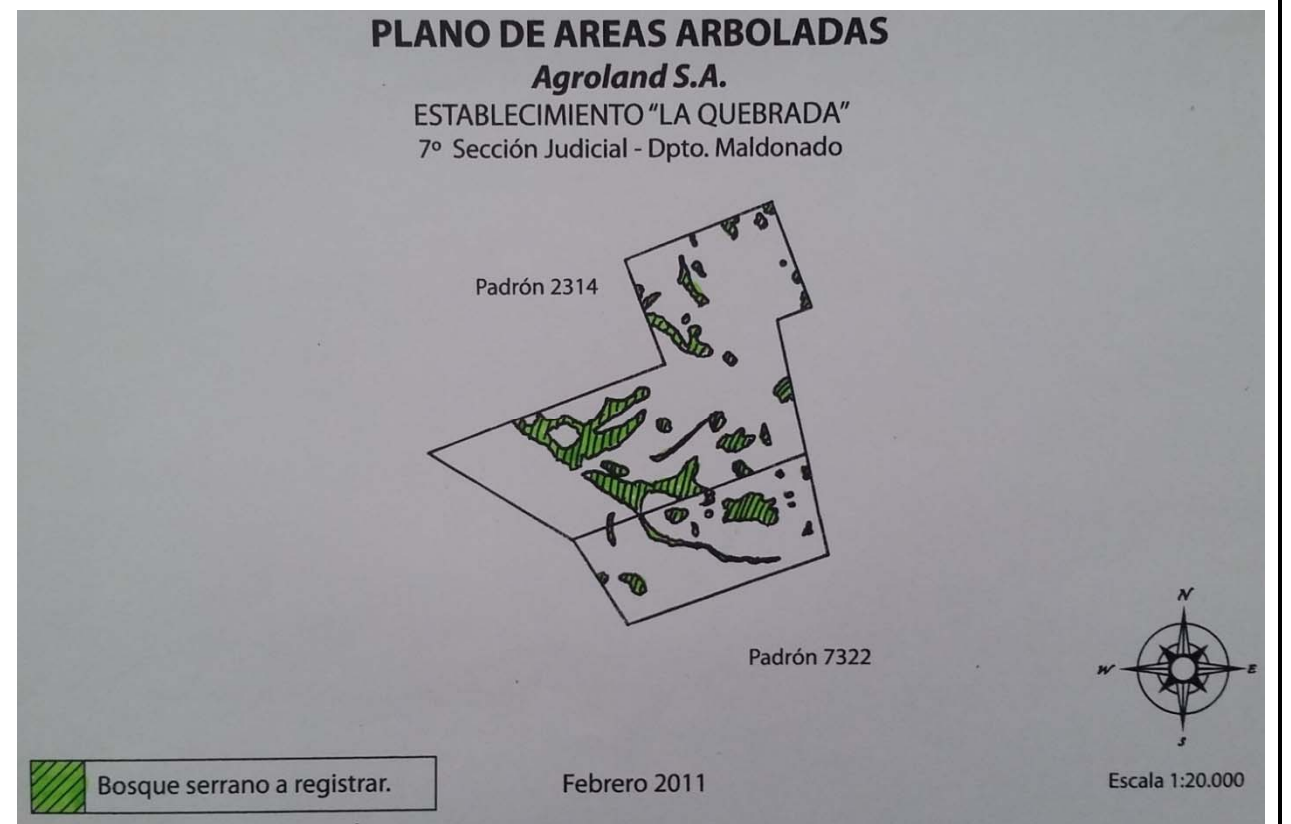 PLANO DE AREAS ARBOLADAS
Agroland S.A.
ESTABLECIMIENTO "LA QUEBRADA"
7º Sección Judicial - Dpto. Maldonado
Padrón 2314
Padrón 7322
N
W
E
S
Bosque serrano a registrar.
Febrero 2011
Escala 1:20.000